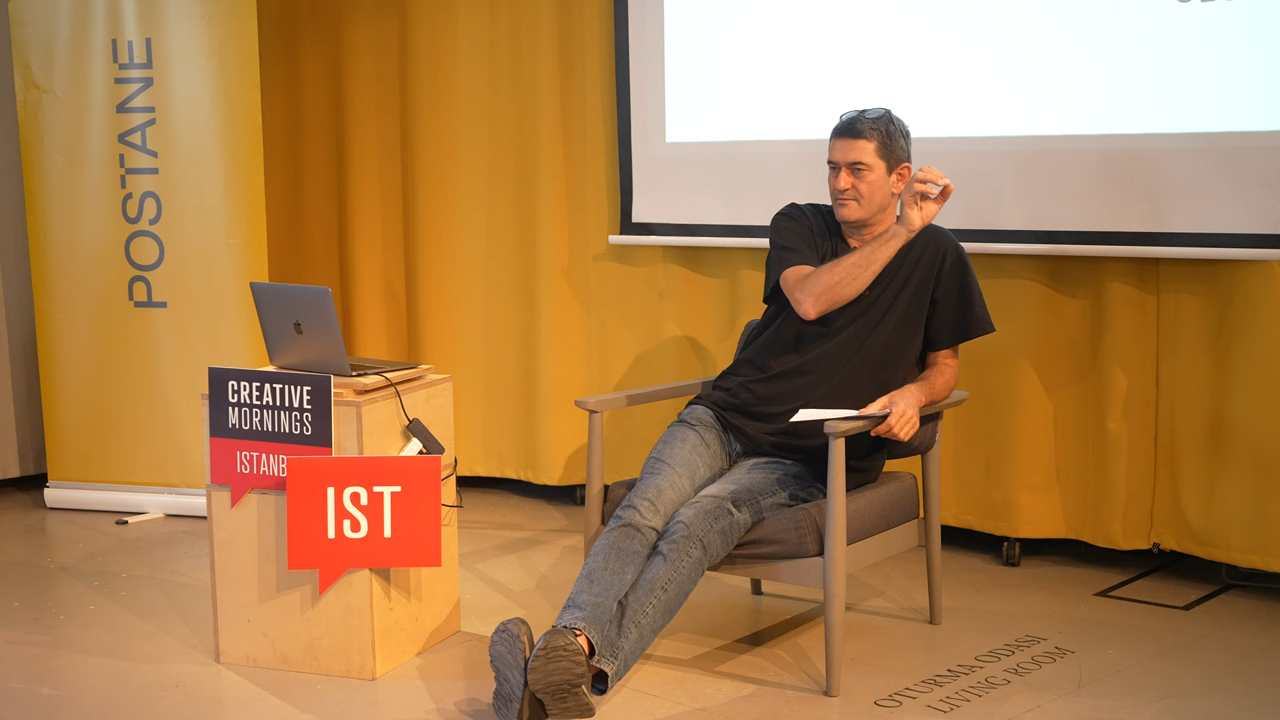 POSTANE
CREATIVE
MORNINGS
ISTANB
IST
OTURMA ODASI
LIVING ROOM